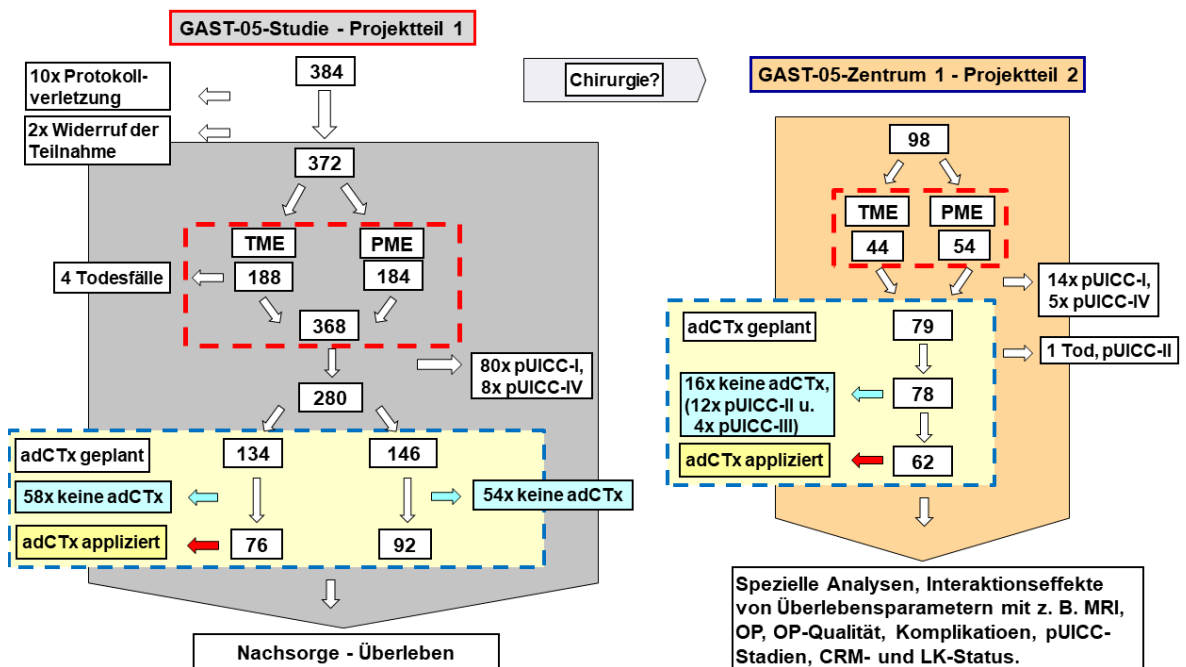 GAST-05-Studie - Projektteil 1
384
10x Protokoll-
verletzung
2x Widerruf der
Teilnahme
372
TME
PME
188
184
4 Todesfälle
368
80x pUICC-I,
8x pUICC-IV
280
adCTx geplant
134
146
58x keine adCTx
54x keine adCTx
adCTx appliziert
76
92
Nachsorge - Überleben
Chirurgie?
GAST-05-Zentrum 1 - Projektteil 2
98
TME
PME
44
54
14x pUICC-I,
5x pUICC-IV
adCTx geplant
79
1 Tod, pUICC-II
16x keine adCTx,
(12x pUICC-II u.
4x pUICC-III)
78
adCTx appliziert
62
Spezielle Analysen, Interaktionseffekte
von Überlebensparametern mit z. B. MRI,
OP, OP-Qualität, Komplikatioen, pUICC-
Stadien, CRM- und LK-Status.